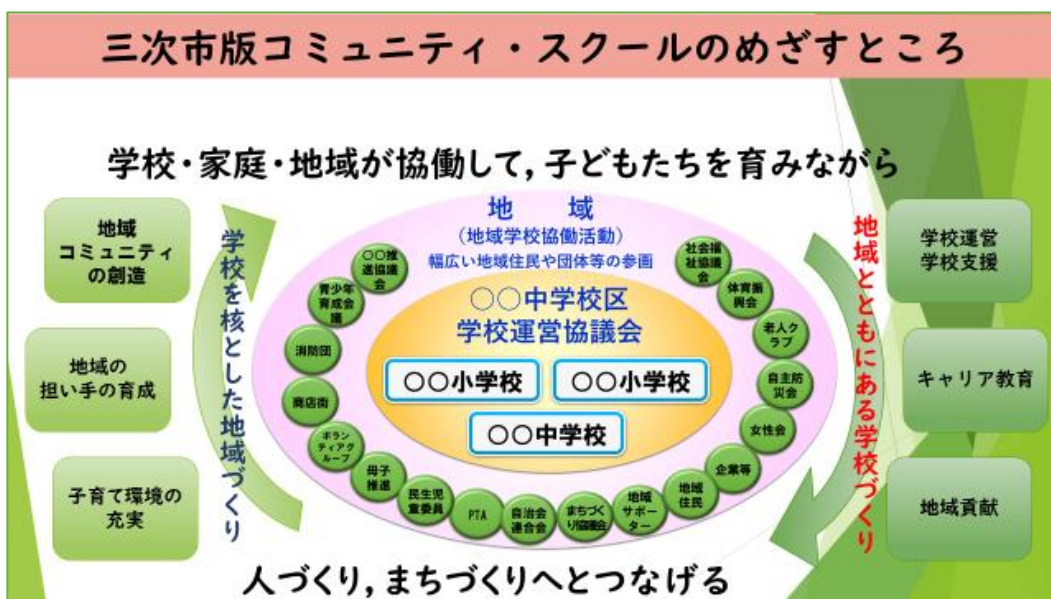 三次市版コミュニティ・スクールのめざすところ
学校・家庭・地域が協働して,子どもたちを育みながら
地域
コミュニティ
の創造
地域の
担い手の育成
子育て環境の
充実
学校を核とした地域づくり
地 域
(地域学校協働活動)
幅広い地域住民や団体等の参画
〇〇中学校区
学校運営協議会
〇〇小学校
〇〇小学校
〇〇中学校
〇〇推
進協議
会
青少年
育成会
議
消防団
商店街
ボラン
ティアグ
ループ
母子
推進
民生児
童委員
PTA
自治会
連合会
まちづく
り協議会
地域
サポー
ター
地域
住民
企業等
女性会
自主防
災会
老人ク
ラブ
体育振
興会
社会福
祉協議
会
地域とともにある学校づくり
学校運営
学校支援
キャリア教育
地域貢献
人づくり,まちづくりへとつなげる